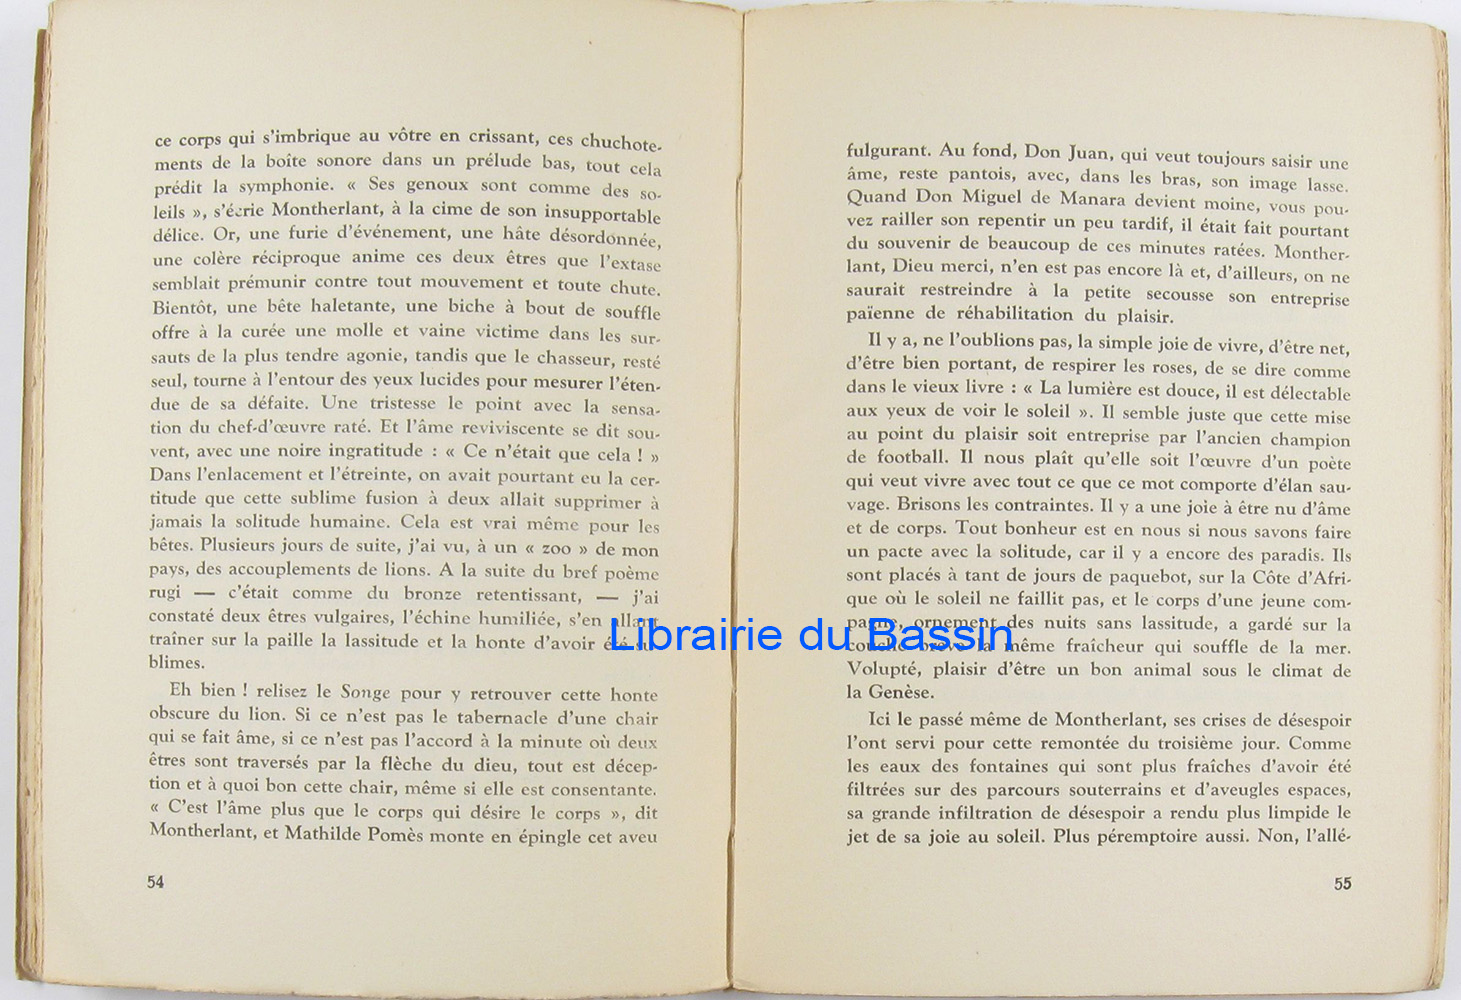 ce corps qui s'imbrique au vôtre en crissant, ces chuchote-
ments de la boîte sonore dans un prélude bas, tout cela
prédit la symphonie. « Ses genoux sont comme des so-
leils », s'écrie Montherlant, à la cime de son insupportable
délice. Or, une furie d'événement, une hâte désordonnée,
une colère réciproque anime ces deux êtres que l'extase
semblait prémunir contre tout mouvement et toute chute.
Bientôt, une bête haletante, une biche à bout de souffle
offre à la curée une molle et vaine victime dans les sur-
sauts de la plus tendre agonie, tandis que le chasseur, resté
seul, tourne à l'entour des yeux lucides pour mesurer l'éten-
due de sa défaite. Une tristesse le point avec la sensa-
tion du chef-d'œuvre raté. Et l'âme reviviscente se dit sou-
vent, avec une noire ingratitude : « Ce n'était que cela ! »
Dans l'enlacement et l'étreinte, on avait pourtant eu la cer-
titude que cette sublime fusion à deux allait supprimer à
jamais la solitude humaine. Cela est vrai même pour les
bêtes. Plusieurs jours de suite, j'ai vu, à un « zoo » de mon
pays, des accouplements de lions. A la suite du bref poème
rugi — c'était comme du bronze retentissant, — j'ai
constaté deux êtres vulgaires, l'échine humiliée, s'en allant
traîner sur la paille la lassitude et la honte d'avoir été su-
blimes.
Eh bien ! relisez le Songe pour y retrouver cette honte
obscure du lion. Si ce n'est pas le tabernacle d'une chair
qui se fait âme, si ce n'est pas l'accord à la minute où deux
êtres sont traversés par la flèche du dieu, tout est décep-
tion et à quoi bon cette chair, même si elle est consentante.
« C'est l'âme plus que le corps qui désire le corps », dit
Montherlant, et Mathilde Pomès monte en épingle cet aveu
54
fulgurant. Au fond, Don Juan, qui veut toujours saisir une
âme, reste pantois, avec, dans les bras, son image lasse.
Quand Don Miguel de Manara devient moine, vous pou-
vez railler son repentir un peu tardif, il était fait pourtant
du souvenir de beaucoup de ces minutes ratées. Monther-
lant, Dieu merci, n'en est pas encore là et, d'ailleurs, on ne
saurait restreindre à la petite secousse son entreprise
païenne de réhabilitation du plaisir.
Il y a, ne l'oublions pas, la simple joie de vivre, d'être net,
d'être bien portant, de respirer les roses, de se dire comme
dans le vieux livre : « La lumière est douce, il est délectable
aux yeux de voir le soleil ». Il semble juste que cette mise
au point du plaisir soit entreprise par l'ancien champion
de football. Il nous plaît qu'elle soit l'œuvre d'un poète
qui veut vivre avec tout ce que ce mot comporte d'élan sau-
vage. Brisons les contraintes. Il y a une joie à être nu d'âme
et de corps. Tout bonheur est en nous si nous savons faire
un pacte avec la solitude, car il y a encore des paradis. Ils
sont placés à tant de jours de paquebot, sur la Côte d'Afri-
que où le soleil ne faillit pas, et le corps d'une jeune com-
pagne, ornement des nuits sans lassitude, a gardé sur la
couche brève la même fraîcheur qui souffle de la mer.
Volupté, plaisir d'être un bon animal sous le climat de
la Genèse.
Ici le passé même de Montherlant, ses crises de désespoir
l'ont servi pour cette remontée du troisième jour. Comme
les eaux des fontaines qui sont plus fraîches d'avoir été
filtrées sur des parcours souterrains et d'aveugles espaces,
sa grande infiltration de désespoir a rendu plus limpide le
jet de sa joie au soleil. Plus péremptoire aussi. Non, l'allé-
55
Librairie du Bassin